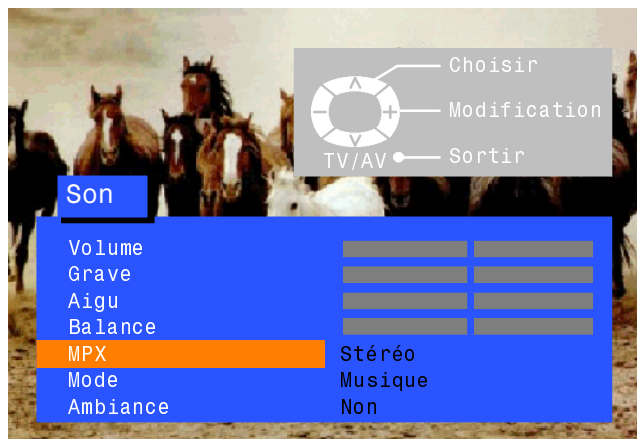 Choisir
Modification
TV/AV Sortir
Son
Volume
Grave
Aigu
Balance
MPX Stéréo
Mode Musique
Ambiance Non